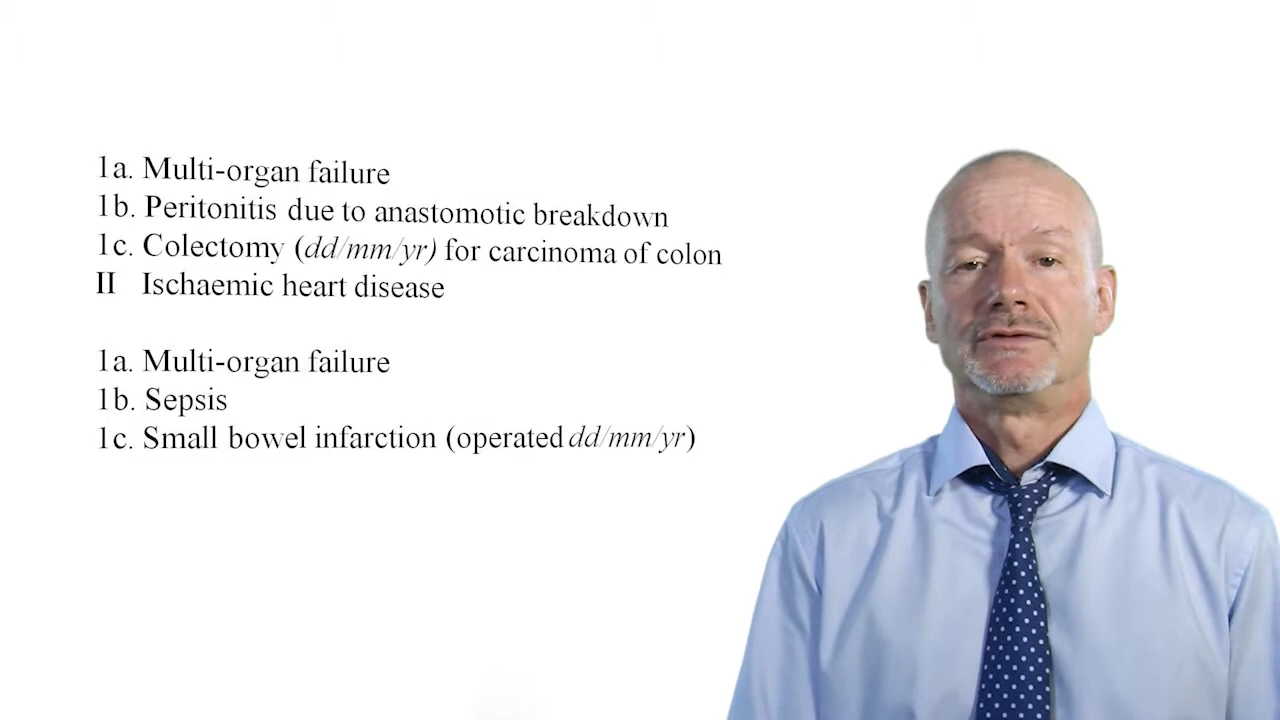 1a. Multi-organ failure
1b. Peritonitis due to anastomotic breakdown
1c. Colectomy (dd/mm/yr) for carcinoma of colon
II Ischaemic heart disease
1a. Multi-organ failure
1b. Sepsis
1c. Small bowel infarction (operated dd/mm/yr)